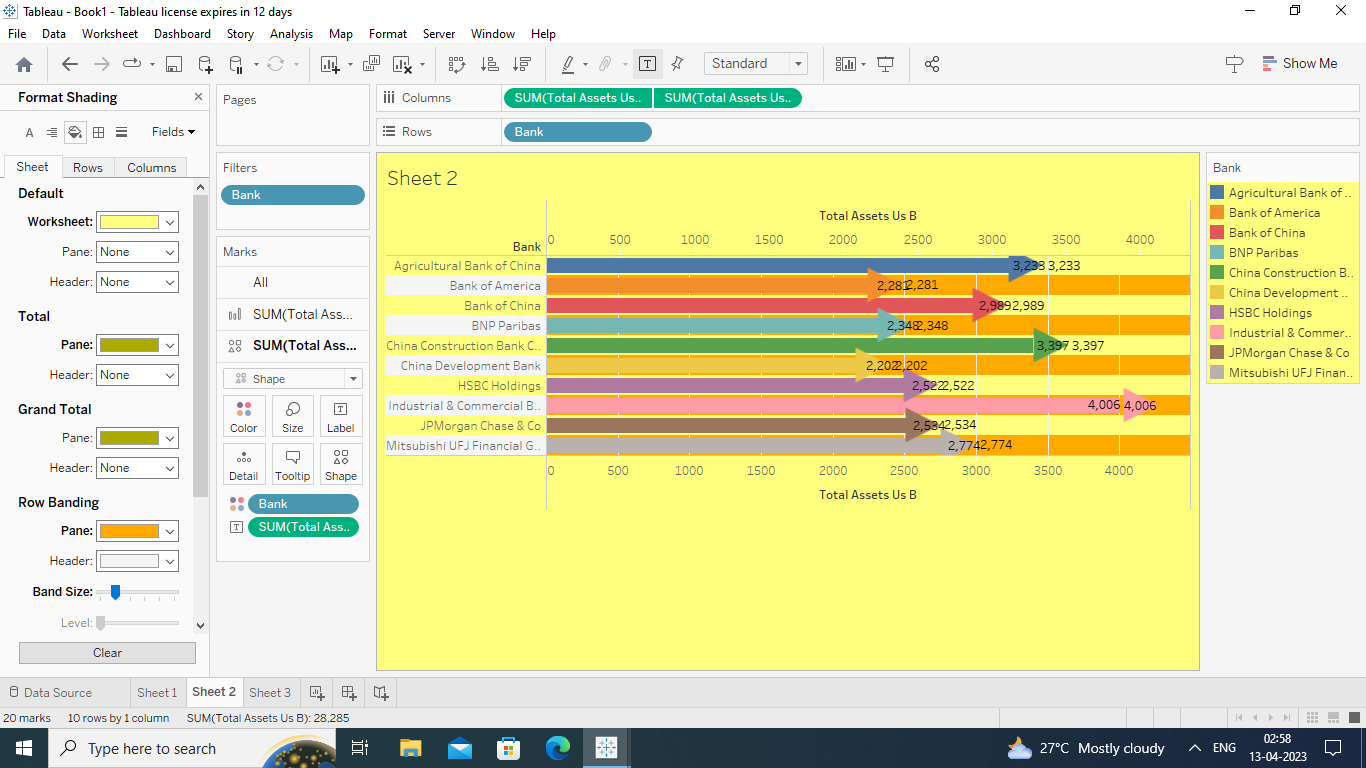 Tableau - Book1 - Tableau license expires in 12 days
File Data Worksheet Dashboard Story Analysis Map Format Server Window Help
Standard
Show Me
Format Shading
Fields
Sheet Rows Columns
Default
Worksheet:
Pane: None
Header: None
Total
Pane:
Header: None
Grand Total
Pane:
Header: None
Row Banding
Pane:
Header:
Band Size:
Level:
Clear
Pages
Filters
Bank
Marks
All
SUM(Total Ass...
SUM(Total Ass...
Shape
Color Size Label
Detail Tooltip Shape
Bank
SUM(Total Ass..
Columns SUM(Total Assets Us.. SUM(Total Assets Us..
Rows Bank
Sheet 2
Total Assets Us B
0 500 1000 1500 2000 2500 3000 3500 4000
Bank
Agricultural Bank of China 3,233 3,233
Bank of America 2,281 2,281
Bank of China 2,989 2,989
BNP Paribas 2,348 2,348
China Construction Bank C.. 3,397 3,397
China Development Bank 2,202 2,202
HSBC Holdings 2,522 2,522
Industrial & Commercial B.. 4,006 4,006
JPMorgan Chase & Co 2,534 2,534
Mitsubishi UFJ Financial G.. 2,774 2,774
0 500 1000 1500 2000 2500 3000 3500 4000
Total Assets Us B
Bank
Agricultural Bank of ..
Bank of America
Bank of China
BNP Paribas
China Construction B..
China Development ..
HSBC Holdings
Industrial & Commer..
JPMorgan Chase & Co
Mitsubishi UFJ Finan..
Data Source Sheet 1 Sheet 2 Sheet 3
20 marks 10 rows by 1 column SUM(Total Assets Us B): 28,285
Type here to search
27°C Mostly cloudy
ENG
02:58
13-04-2023